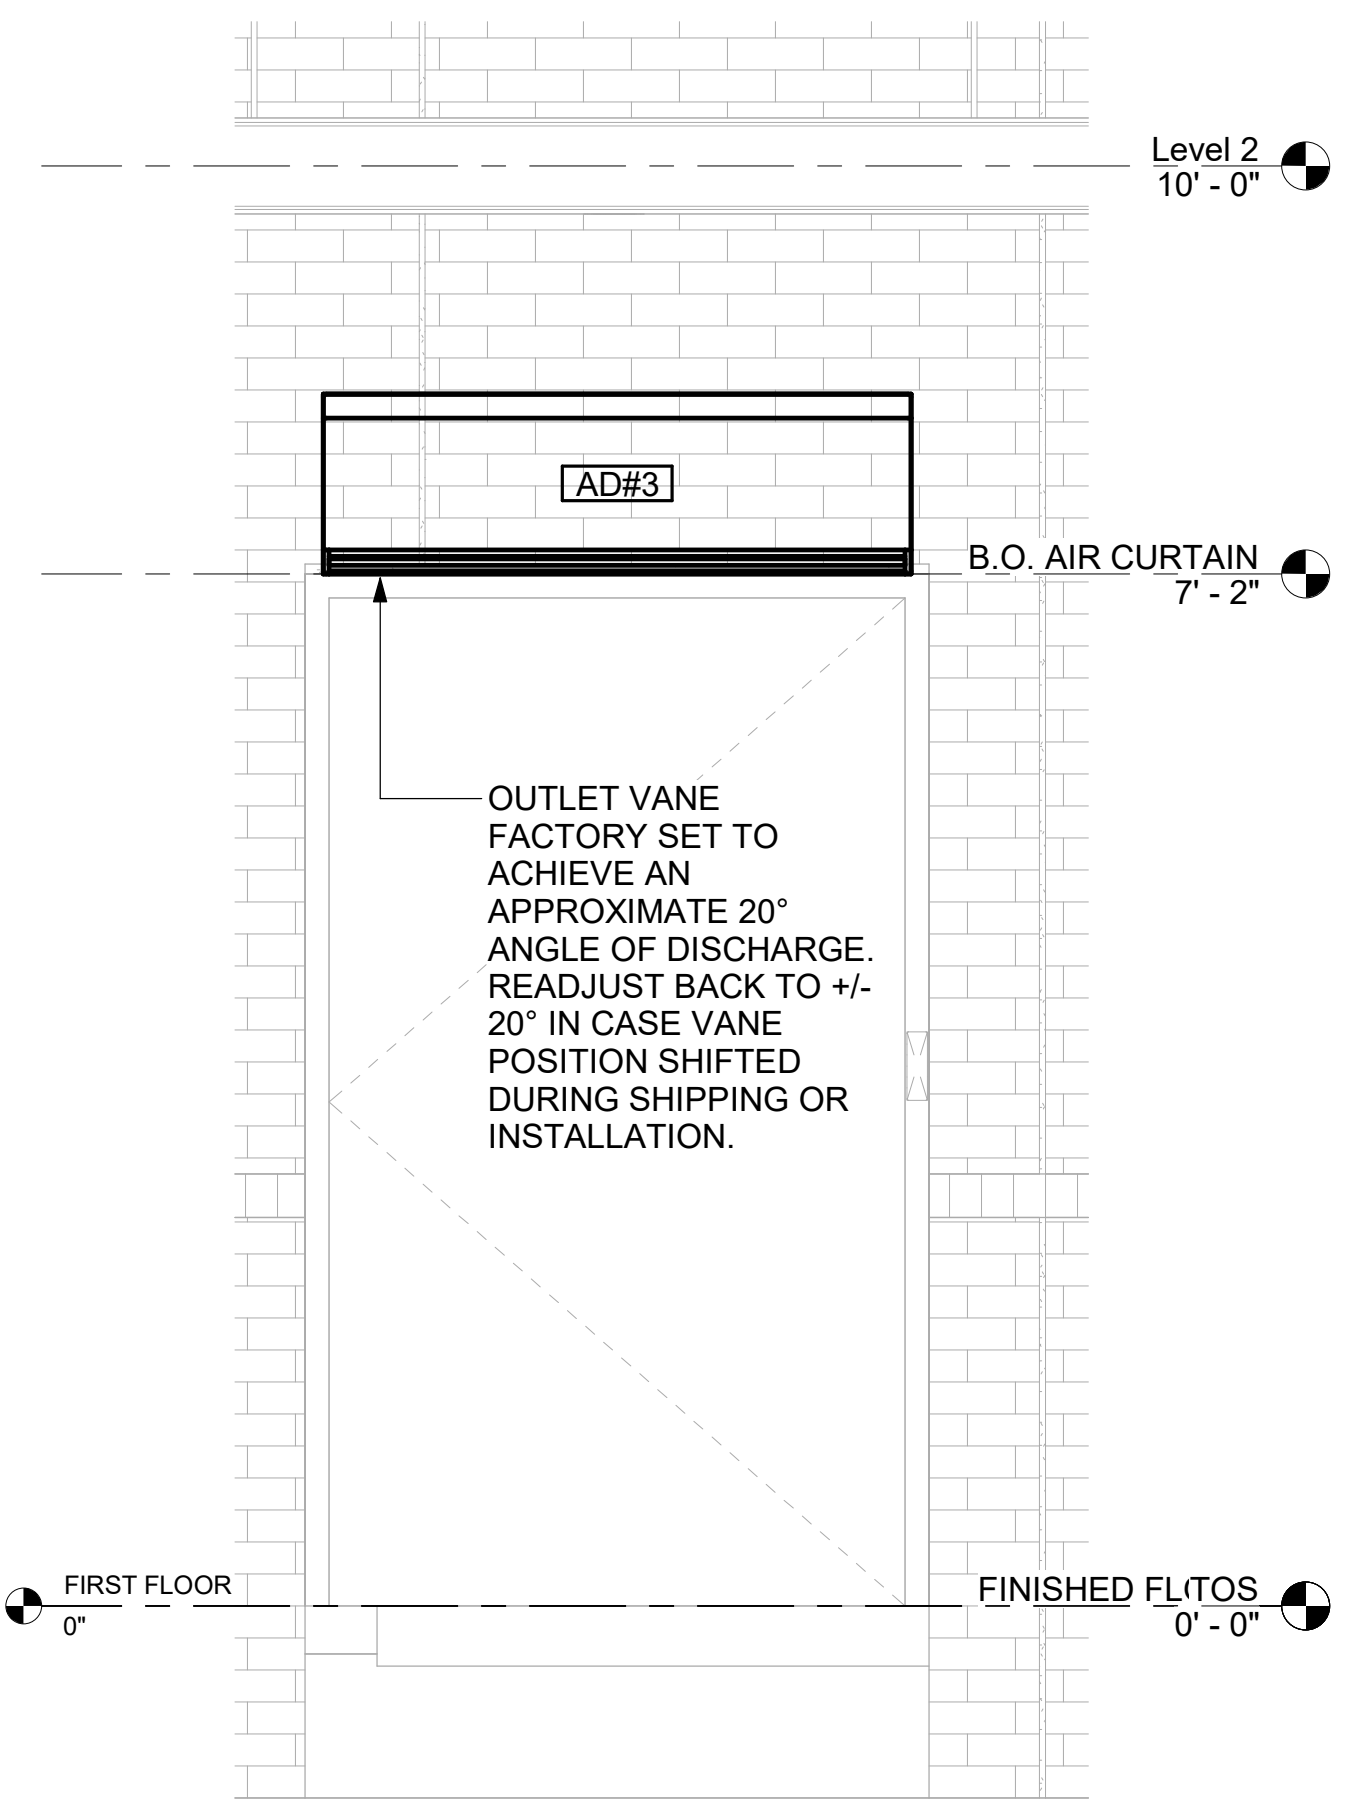 Level 2
10' - 0"
AD#3
B.O. AIR CURTAIN
7' - 2"
OUTLET VANE
FACTORY SET TO
ACHIEVE AN
APPROXIMATE 20°
ANGLE OF DISCHARGE.
READJUST BACK TO +/-
20° IN CASE VANE
POSITION SHIFTED
DURING SHIPPING OR
INSTALLATION.
FIRST FLOOR
0"
FINISHED
TOS
0' - 0"